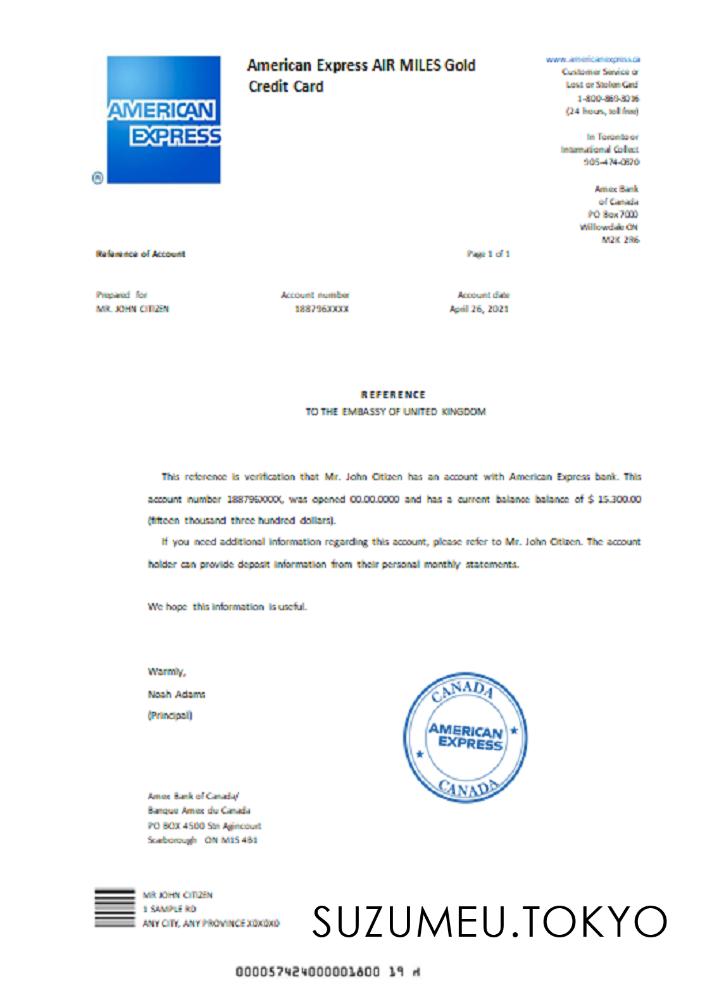 American Express AIR MILES Gold
Credit Card
AMERICAN
EXPRESS
®
www.americanexpress.ca
Customer Service or
Lost or Stolen Card
1-800-869-3016
(24 hours, toll free)
In Toronto or
International Collect
905-474-0870
Amex Bank
of Canada
PO Box 7000
Willowdale ON
M2K 2R6
Reference of Account
Page 1 of 1
Prepared for
MR. JOHN CITIZEN
Account number
188796XXXX
Account date
April 26, 2021
REFERENCE
TO THE EMBASSY OF UNITED KINGDOM
This reference is verification that Mr. John Citizen has an account with American Express bank. This
account number 188796XXXX, was opened 00.00.0000 and has a current balance balance of $ 15.300.00
(fifteen thousand three hundred dollars).
If you need additional information regarding this account, please refer to Mr. John Citizen. The account
holder can provide deposit information from their personal monthly statements.
We hope this information is useful.
Warmly,
Noah Adams
(Principal)
CANADA
AMERICAN
EXPRESS
CANADA
Amex Bank of Canada/
Banque Amex du Canada
PO BOX 4500 Stn Agincourt
Scarborough ON M1S 4B1
MR JOHN CITIZEN
1 SAMPLE RD
ANY CITY, ANY PROVINCE X0X0X0
SUZUMEU.TOKYO
0000574240000001800 19